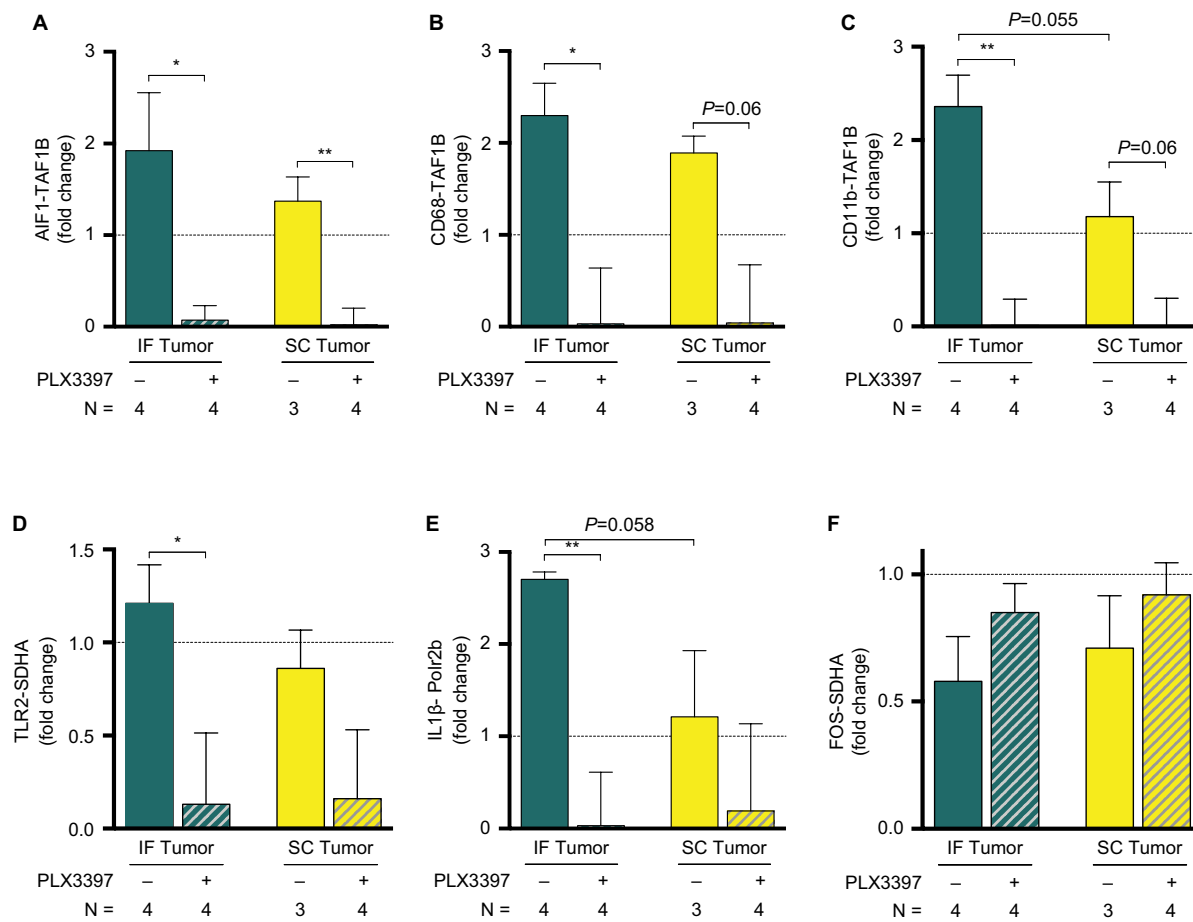 A
AIF1-TAF1B
(fold change)
3
2
1
0
*
**
IF Tumor SC Tumor
PLX3397 – + – +
N = 4 4 3 4
B
CD68-TAF1B
(fold change)
3
2
1
0
*
P=0.06
IF Tumor SC Tumor
PLX3397 – + – +
N = 4 4 3 4
C
CD11b-TAF1B
(fold change)
3
2
1
0
P=0.055
**
P=0.06
IF Tumor SC Tumor
PLX3397 – + – +
N = 4 4 3 4
D
TLR2-SDHA
(fold change)
1.5
1.0
0.5
0.0
*
IF Tumor SC Tumor
PLX3397 – + – +
N = 4 4 3 4
E
IL1β- Polr2b
(fold change)
3
2
1
0
P=0.058
**
IF Tumor SC Tumor
PLX3397 – + – +
N = 4 4 3 4
F
FOS-SDHA
(fold change)
1.0
0.5
0.0
IF Tumor SC Tumor
PLX3397 – + – +
N = 4 4 3 4